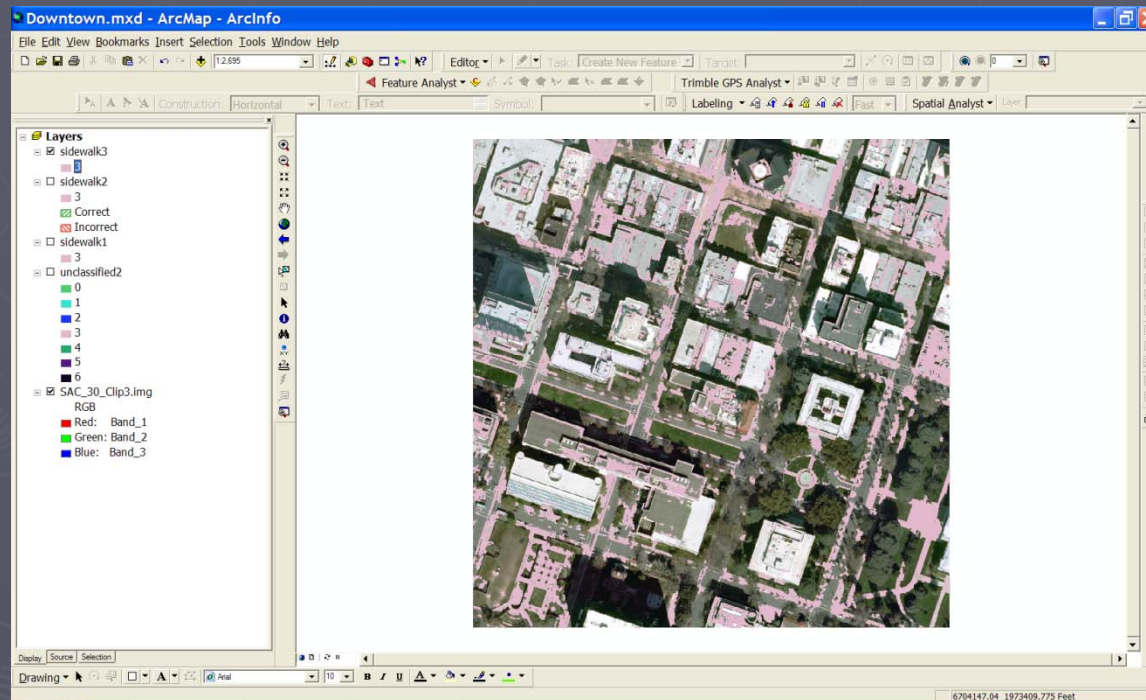 Downtown.mxd - ArcMap - ArcInfo
File Edit View Bookmarks Insert Selection Tools Window Help
1:2,695 Editor Task: Create New Feature Target: 0
Feature Analyst Trimble GPS Analyst
Construction: Horizontal Text: Text Symbol: Labeling Fast Spatial Analyst Layer:
Layers
sidewalk3
3
sidewalk2
3
Correct
Incorrect
sidewalk1
3
unclassified2
0
1
2
3
4
5
6
SAC_30_Clip3.img
RGB
Red: Band_1
Green: Band_2
Blue: Band_3
Display Source Selection
Drawing A Arial 10 B I U A
6704147.04 1973409.775 Feet